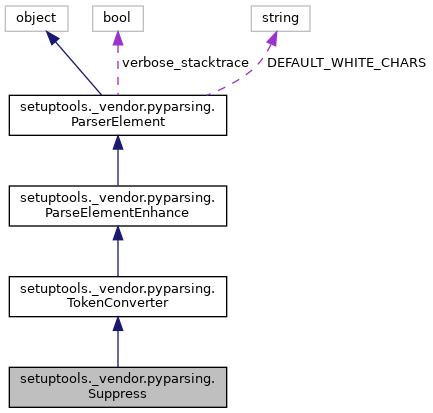 object
bool
string
verbose_stacktrace
DEFAULT_WHITE_CHARS
setuptools._vendor.pyparsing.
ParserElement
setuptools._vendor.pyparsing.
ParseElementEnhance
setuptools._vendor.pyparsing.
TokenConverter
setuptools._vendor.pyparsing.
Suppress